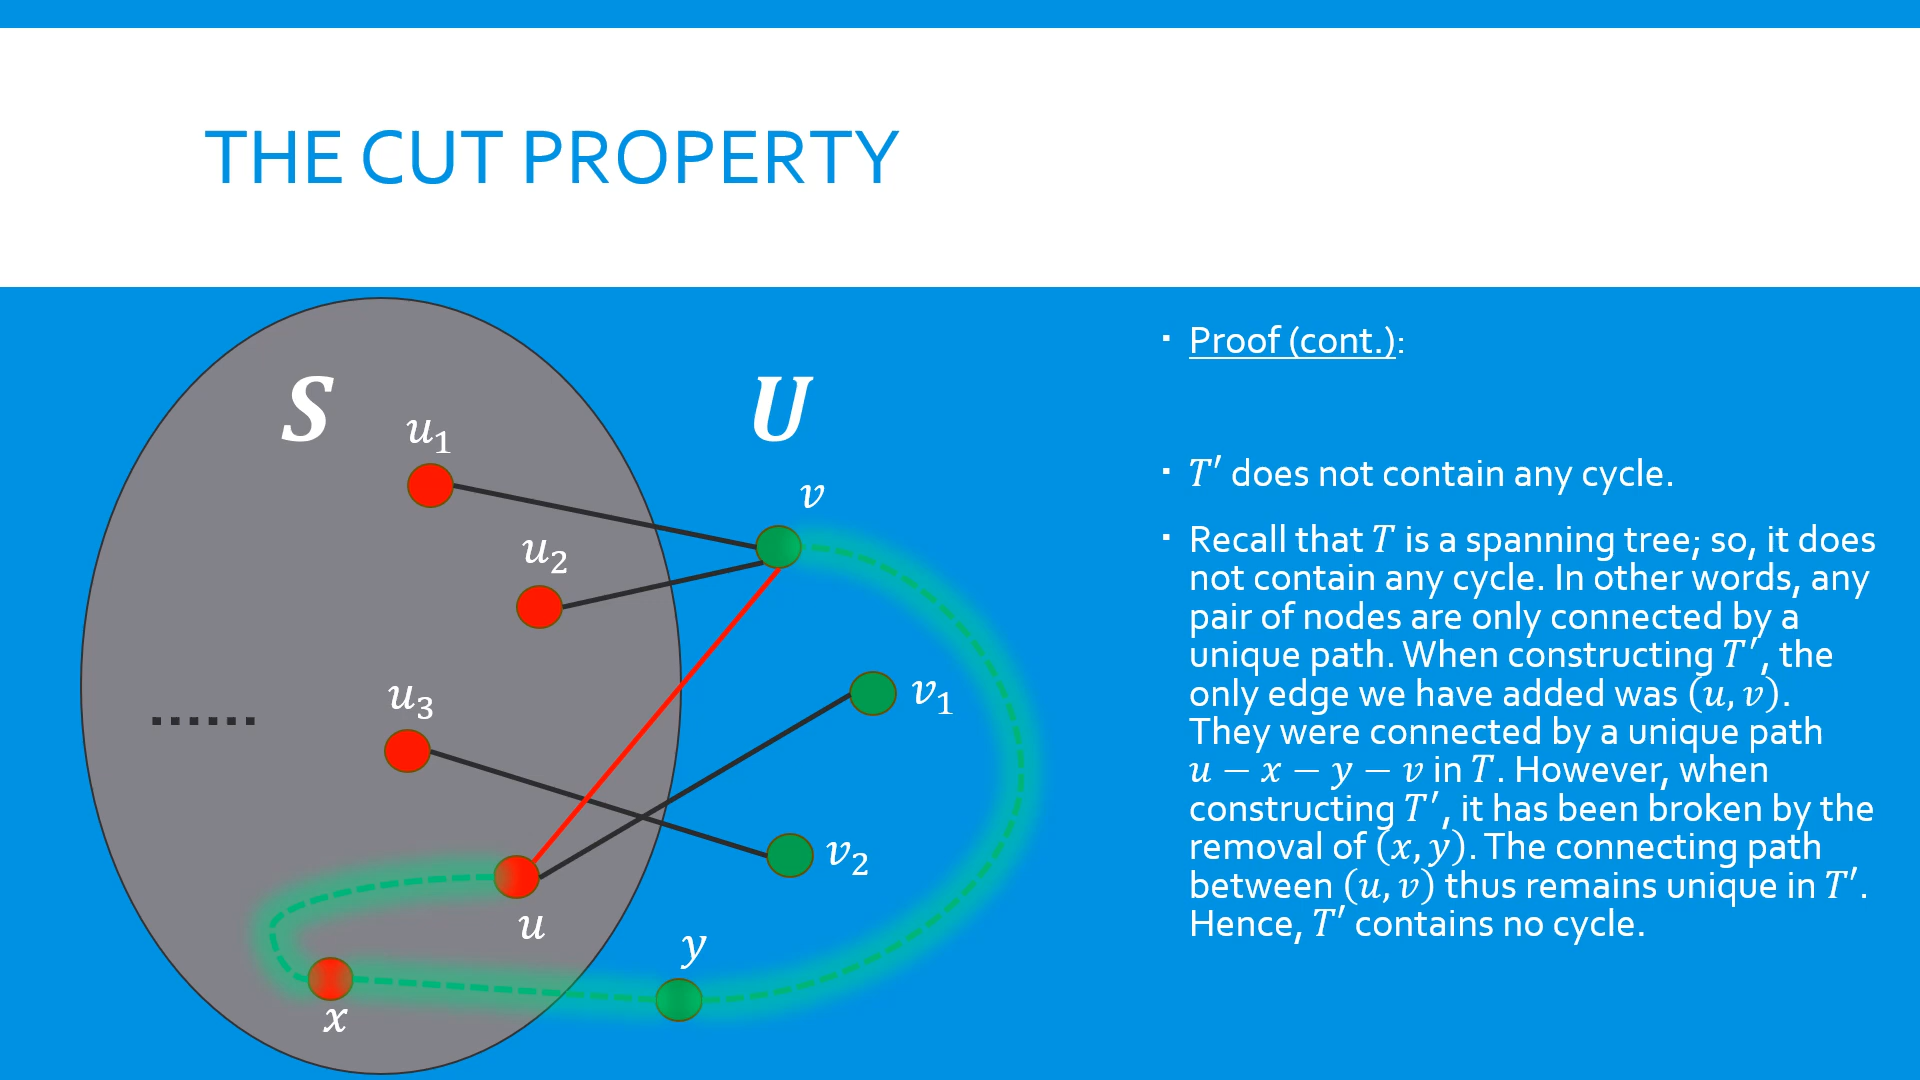 THE CUT PROPERTY
S
U
u₁
v
u₂
u₃
v₁
......
v₂
u
y
x
▪ Proof (cont.):
▪ T′ does not contain any cycle.
▪ Recall that T is a spanning tree; so, it does
not contain any cycle. In other words, any
pair of nodes are only connected by a
unique path. When constructing T′, the
only edge we have added was (u, v).
They were connected by a unique path
u − x − y − v in T. However, when
constructing T′, it has been broken by the
removal of (x, y). The connecting path
between (u, v) thus remains unique in T′.
Hence, T′ contains no cycle.